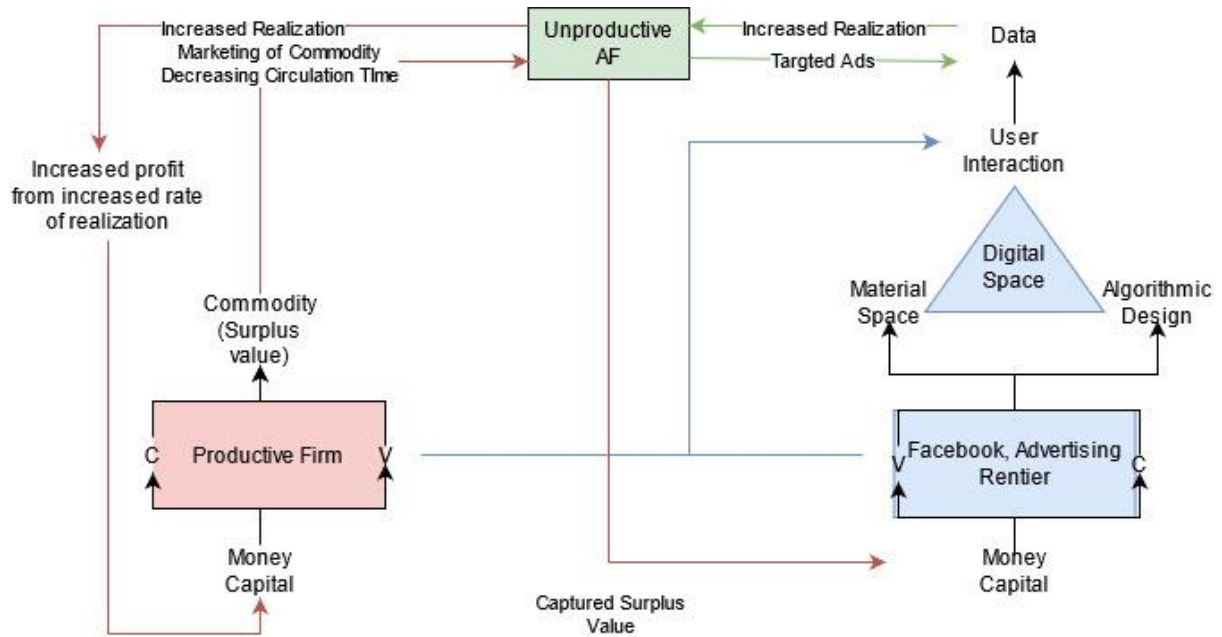 Increased Realization
Marketing of Commodity
Decreasing Circulation TIme
Unproductive
AF
Increased Realization
Targted Ads
Data
User
Interaction
Increased profit
from increased rate
of realization
Digital
Space
Material
Space
Algorithmic
Design
Commodity
(Surplus
value)
C
Productive Firm
V
V
Facebook, Advertising
Rentier
C
Money
Capital
Money
Capital
Captured Surplus
Value